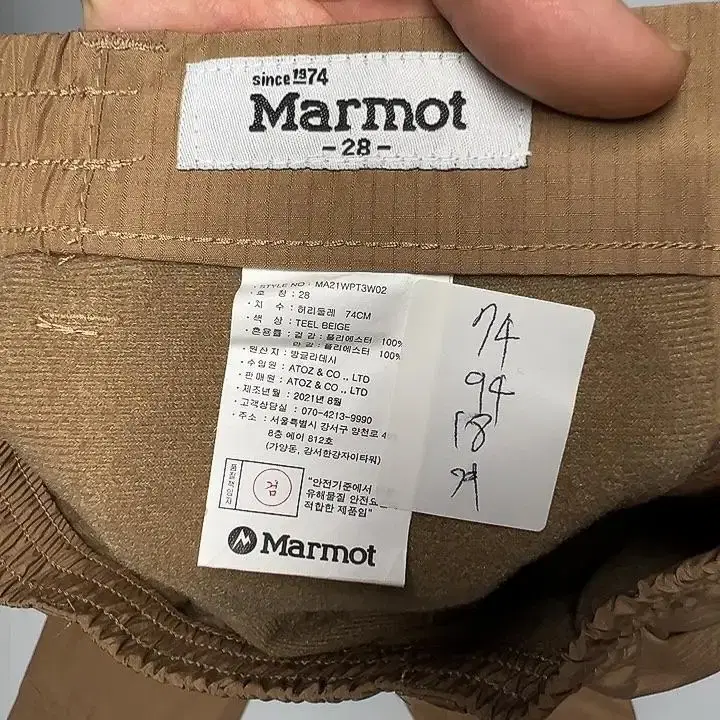 since 1974
Marmot
- 28 -
STYLE NO : MA21WPT3W02
· 호 칭 : 28
· 치 수 : 허리둘레 74CM
· 색 상 : TEEL BEIGE
· 혼용률 : 겉 감 : 폴리에스터 100%
안 감 : 폴리에스터 100%
· 원산지 : 방글라데시
· 수입원 : ATOZ & CO ., LTD
· 판매원 : ATOZ & CO ., LTD
· 제조년월 : 2021년 8월
· 고객상담실 : 070-4213-9990
· 주소 : 서울특별시 강서구 양천로 4
8층 에이 812호
(가양동, 강서한강자이타워)
품질책임자
검
"안전기준에서
유해물질 안전요
적합한 제품임"
Marmot
74
94
18